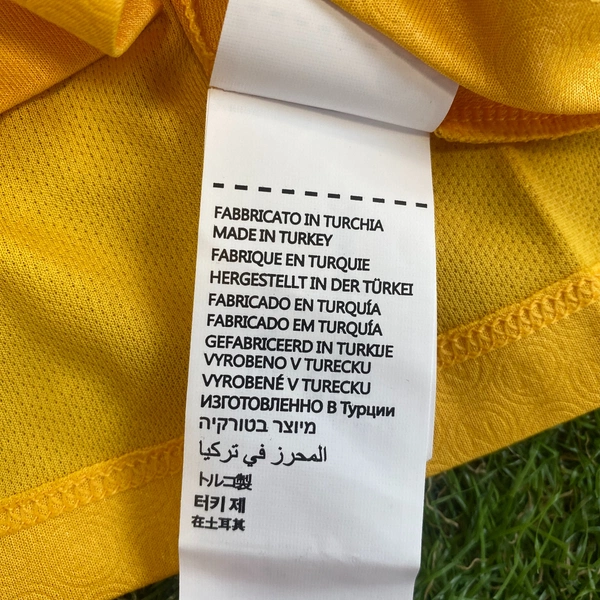 FABBRICATO IN TURCHIA
MADE IN TURKEY
FABRIQUE EN TURQUIE
HERGESTELLT IN DER TÜRKEI
FABRICADO EN TURQUÍA
FABRICADO EM TURQUÍA
GEFABRICEERD IN TURKIJE
VYROBENO V TURECKU
VYROBENÉ V TURECKU
ИЗГОТОВЛЕННО В Турции
מיוצר בטורקיה
المحرز في تركيا
トルコ製
터키 제
在土耳其